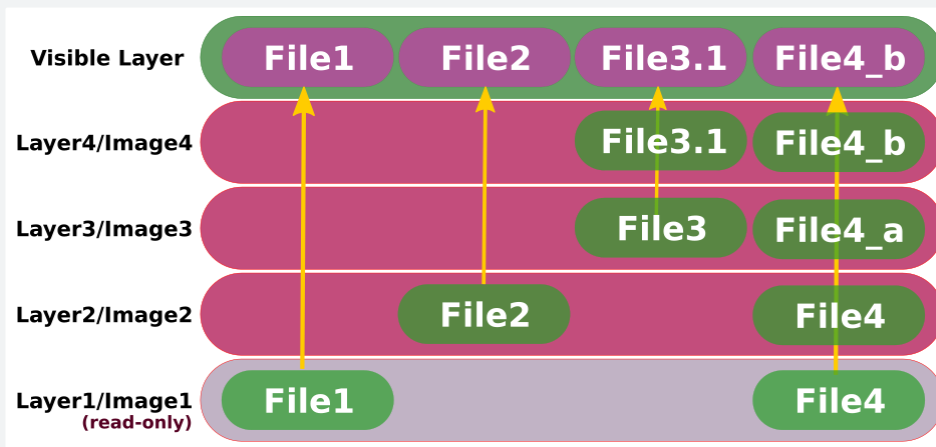 Visible Layer File1 File2 File3.1 File4_b
Layer4/Image4 File3.1 File4_b
Layer3/Image3 File3 File4_a
Layer2/Image2 File2 File4
Layer1/Image1 File1 File4
(read-only)